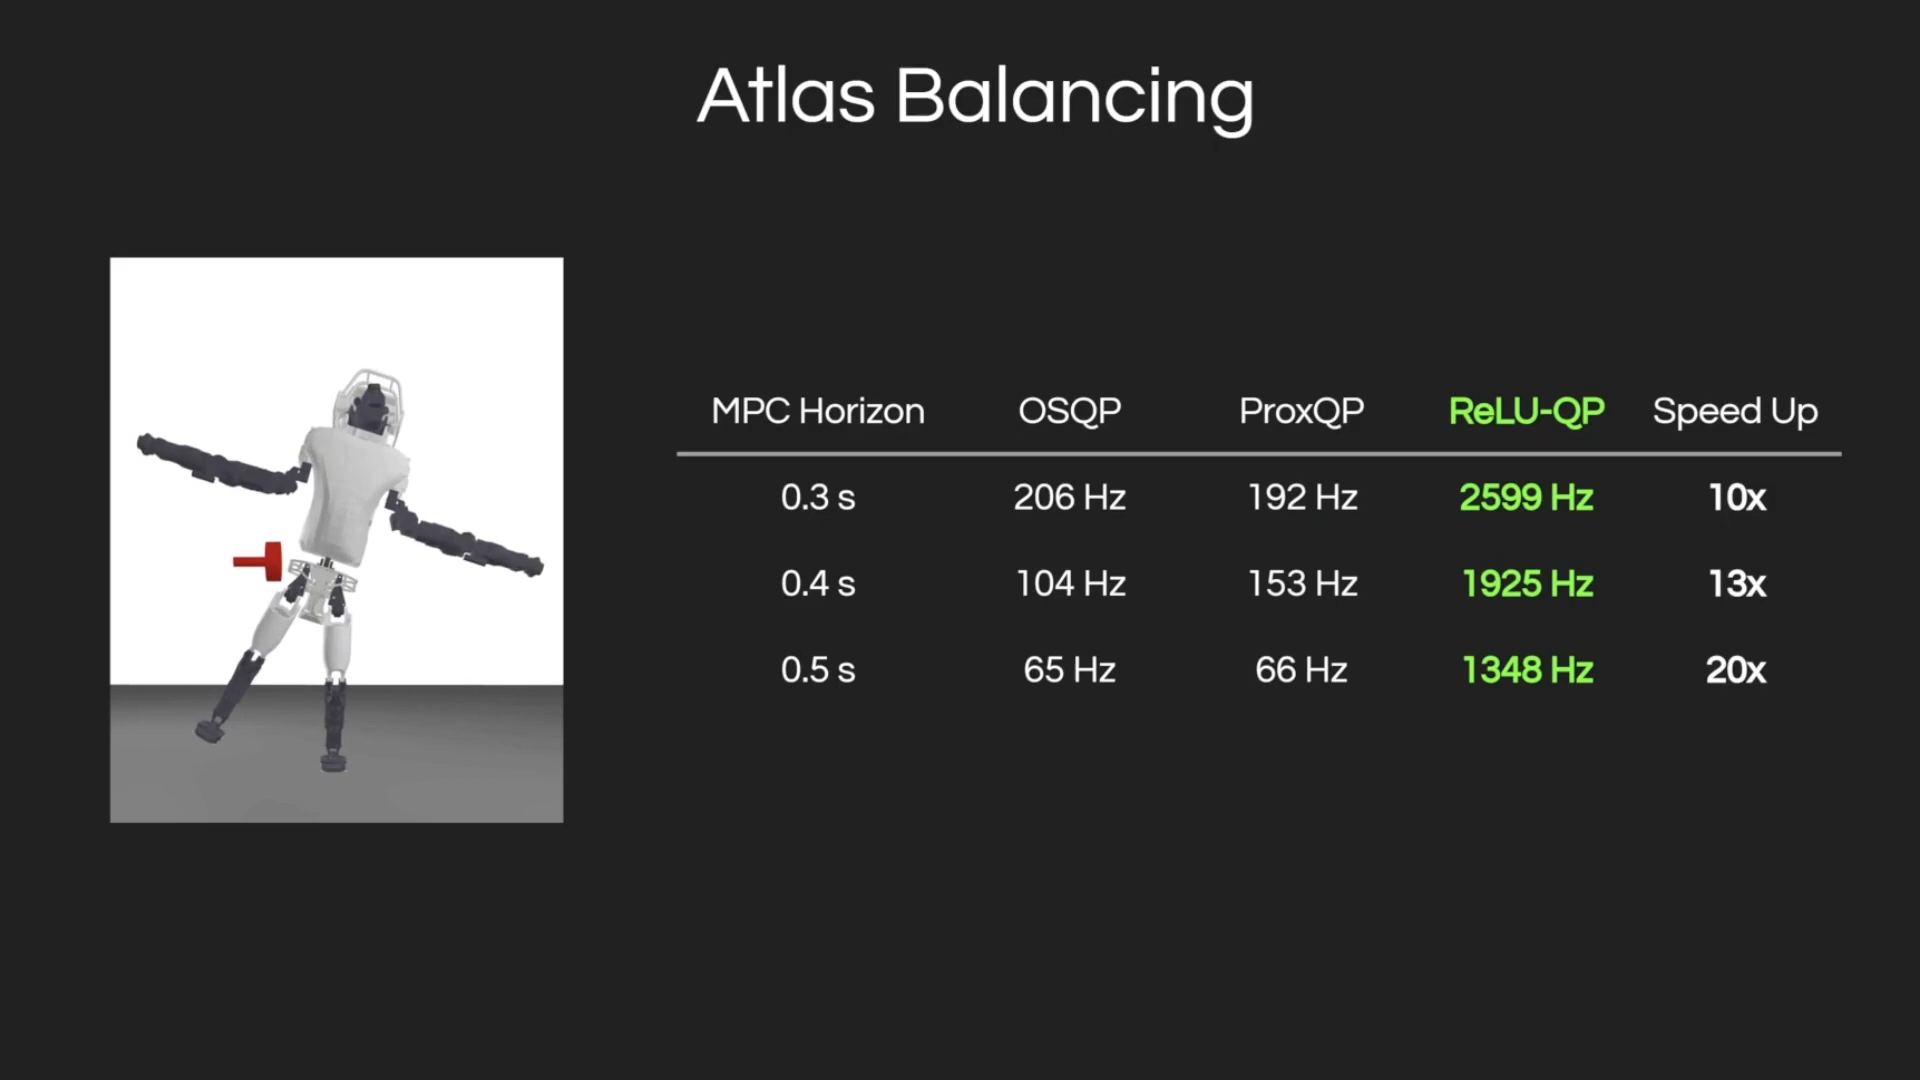 Atlas Balancing
MPC Horizon OSQP ProxQP ReLU-QP Speed Up
0.3 s 206 Hz 192 Hz 2599 Hz 10x
0.4 s 104 Hz 153 Hz 1925 Hz 13x
0.5 s 65 Hz 66 Hz 1348 Hz 20x